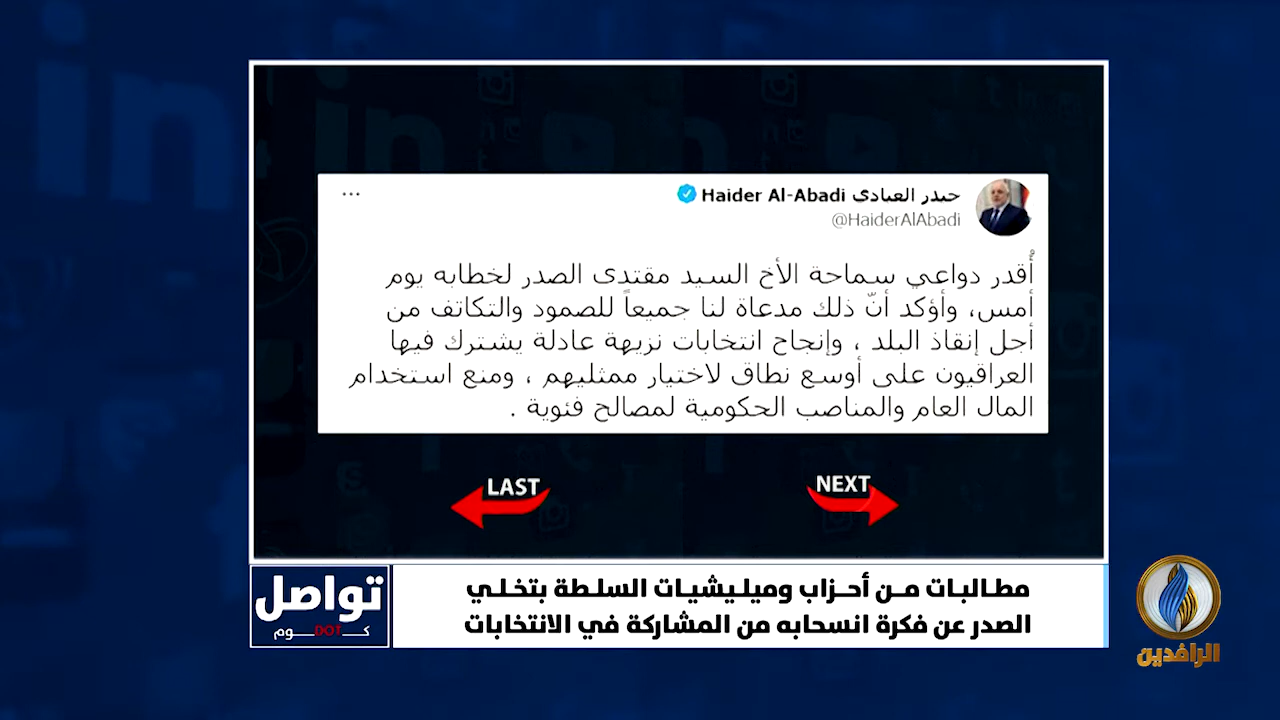 حيدر العبادي Haider Al-Abadi
@HaiderAlAbadi
أُقدر دواعي سماحة الأخ السيد مقتدى الصدر لخطابه يوم
أمس، وأؤكد أنّ ذلك مدعاة لنا جميعاً للصمود والتكاتف من
أجل إنقاذ البلد ، وإنجاح انتخابات نزيهة عادلة يشترك فيها
العراقيون على أوسع نطاق لاختيار ممثليهم ، ومنع استخدام
المال العام والمناصب الحكومية لمصالح فئوية .
LAST
NEXT
مطالبات من أحزاب وميليشيات السلطة بتخلي
الصدر عن فكرة انسحابه من المشاركة في الانتخابات
تواصل
كــDOTــوم
الرافدين